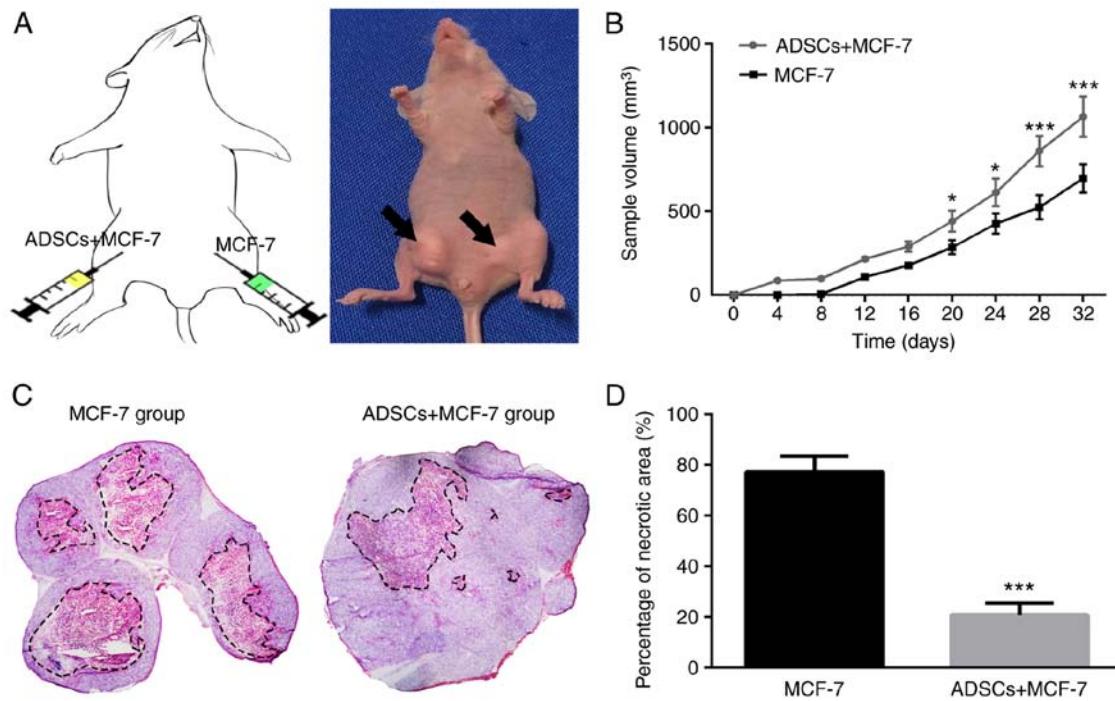 A
ADSCs+MCF-7
MCF-7
B
Sample volume (mm³)
1500
1000
500
0
ADSCs+MCF-7
MCF-7
*
*
***
***
0 4 8 12 16 20 24 28 32
Time (days)
C
MCF-7 group
ADSCs+MCF-7 group
D
Percentage of necrotic area (%)
100
80
60
40
20
0
***
MCF-7
ADSCs+MCF-7